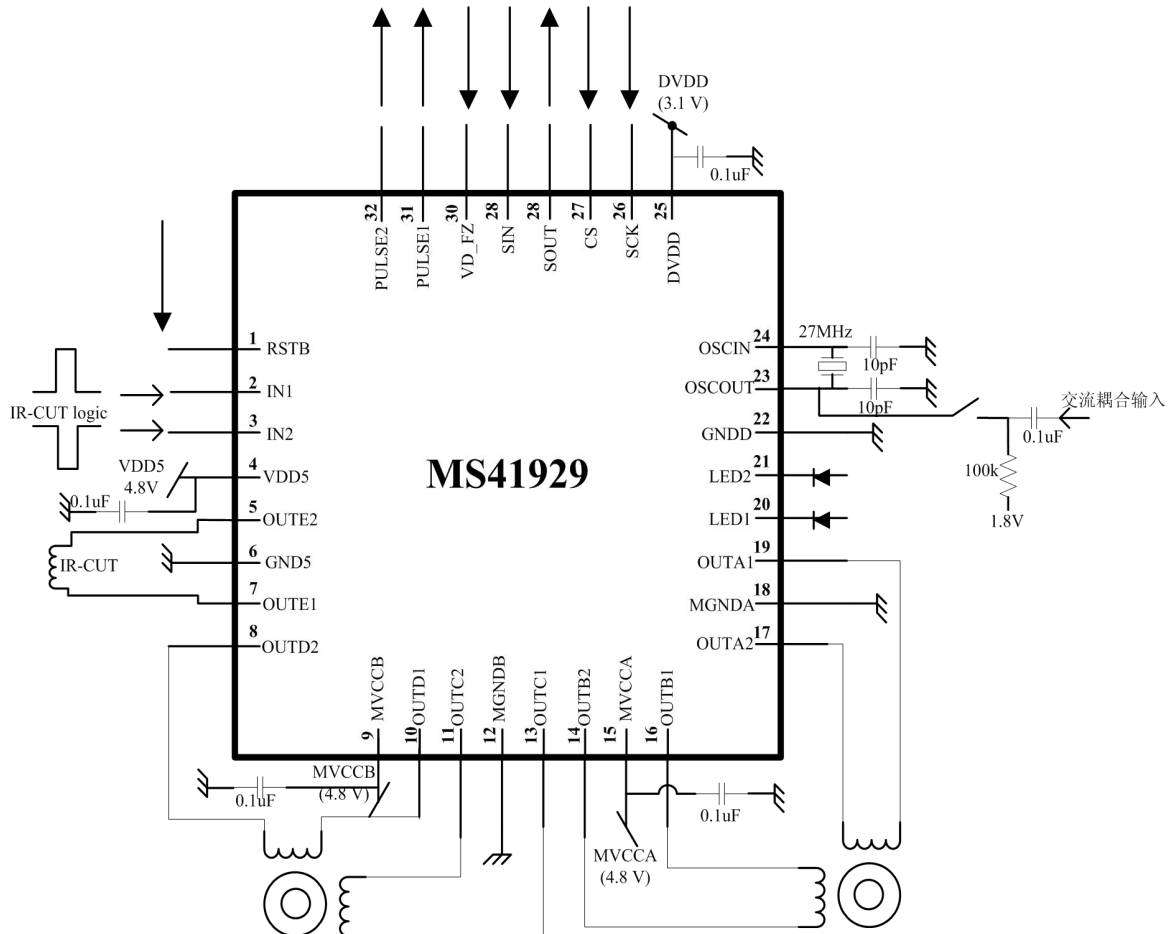 DVDD
(3.1 V)
0.1uF
32
31
30
28
28
27
26
25
PULSE2
PULSE1
VD_FZ
SIN
SOUT
CS
SCK
DVDD
1
RSTB
2
IN1
3
IN2
IR-CUT logic
VDD5
4.8V
4
VDD5
0.1uF
5
OUTE2
IR-CUT
6
GND5
7
OUTE1
8
OUTD2
MS41929
24
OSCIN
27MHz
10pF
23
OSCOUT
10pF
交流耦合输入
0.1uF
22
GNDD
100k
1.8V
21
LED2
20
LED1
19
OUTA1
18
MGNDA
17
OUTA2
MVCCB
OUTD1
OUTC2
MGNDB
OUTC1
OUTB2
MVCCA
OUTB1
9
10
11
12
13
14
15
16
MVCCB
(4.8 V)
0.1uF
0.1uF
MVCCA
(4.8 V)